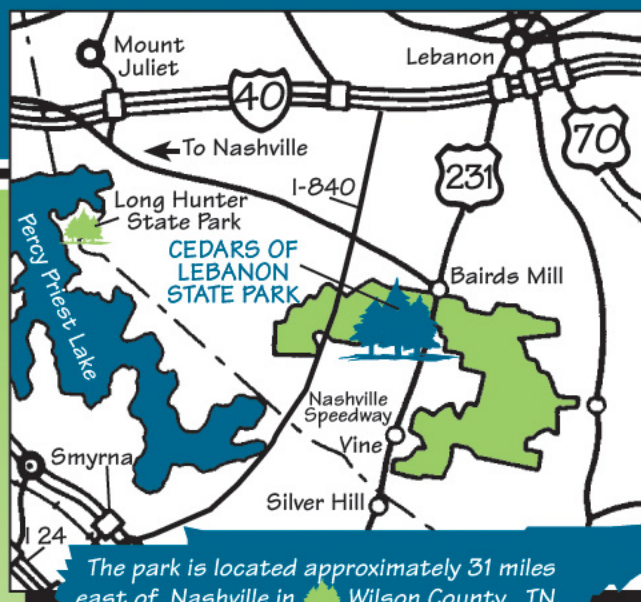 Mount
Juliet
Lebanon
40
70
To Nashville
231
I-840
Long Hunter
State Park
CEDARS OF
LEBANON
STATE PARK
Bairds Mill
Percy Priest Lake
Nashville
Speedway
Vine
Smyrna
Silver Hill
I 24
The park is located approximately 31 miles
east of Nashville in Wilson County, TN